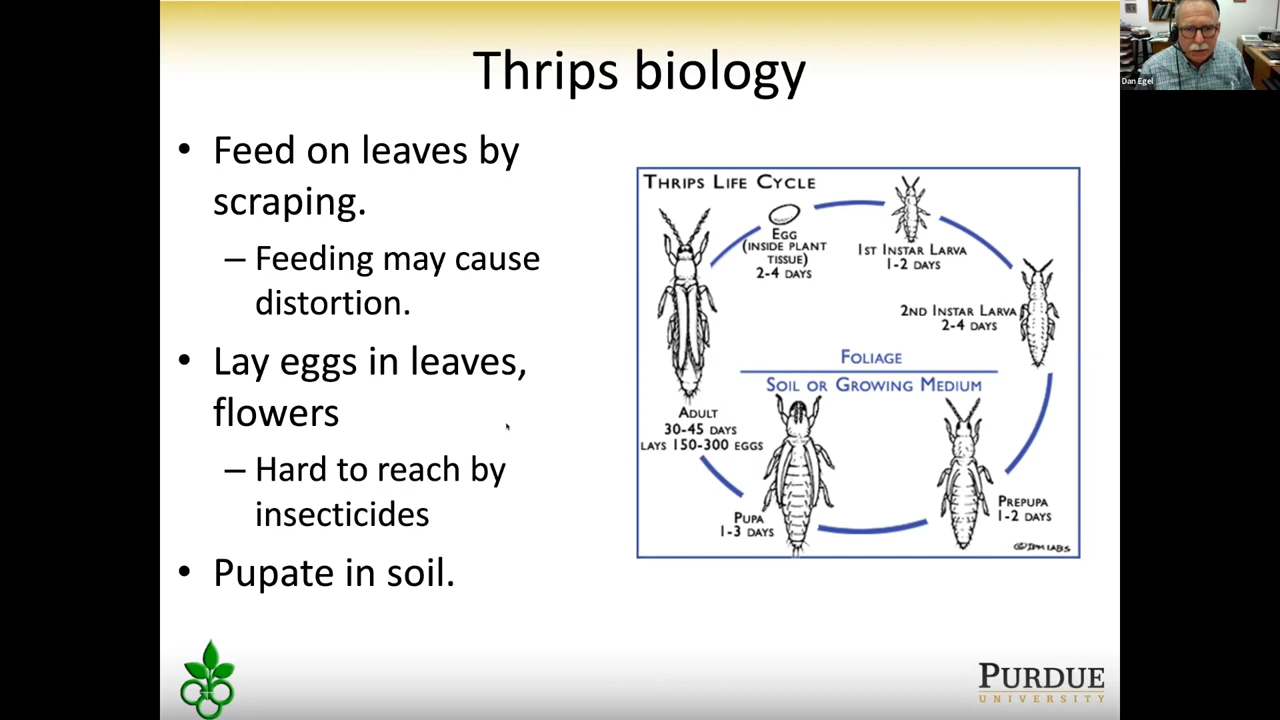 Thrips biology
• Feed on leaves by
scraping.
– Feeding may cause
distortion.
• Lay eggs in leaves,
flowers
– Hard to reach by
insecticides
• Pupate in soil.
THRIPS LIFE CYCLE
EGG
(INSIDE PLANT
TISSUE)
2-4 DAYS
1ST INSTAR LARVA
1-2 DAYS
2ND INSTAR LARVA
2-4 DAYS
FOLIAGE
SOIL OR GROWING MEDIUM
ADULT
30-45 DAYS
LAYS 150-300 EGGS
PUPA
1-3 DAYS
PREPUPA
1-2 DAYS
©IPM LABS
PURDUE
UNIVERSITY
Dan Egel